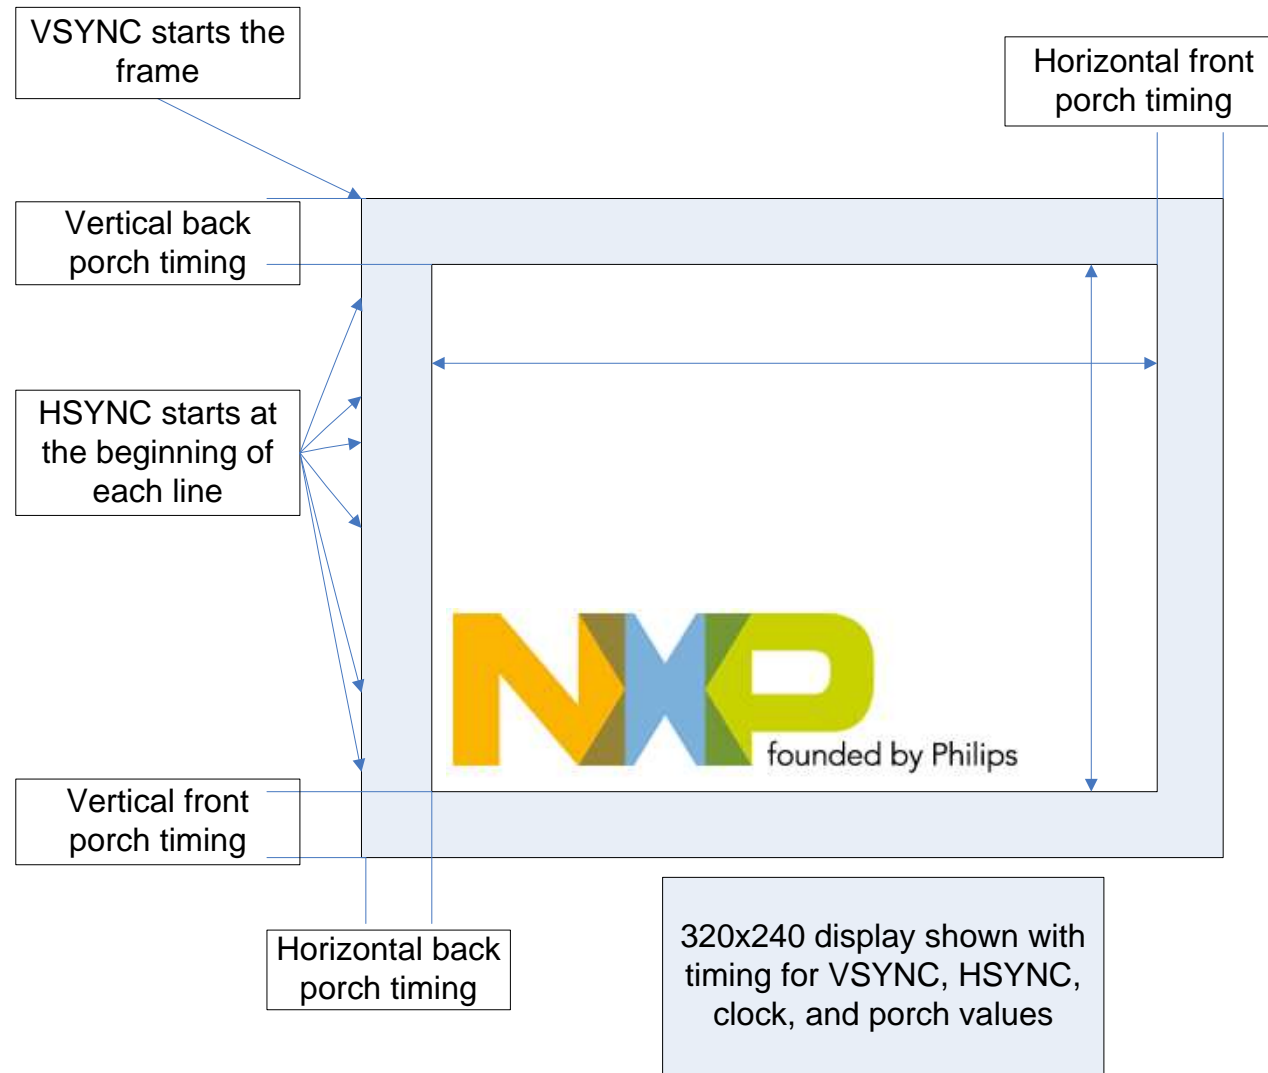 VSYNC starts the
frame
Horizontal front
porch timing
Vertical back
porch timing
HSYNC starts at
the beginning of
each line
NXP
founded by Philips
Vertical front
porch timing
Horizontal back
porch timing
320x240 display shown with
timing for VSYNC, HSYNC,
clock, and porch values